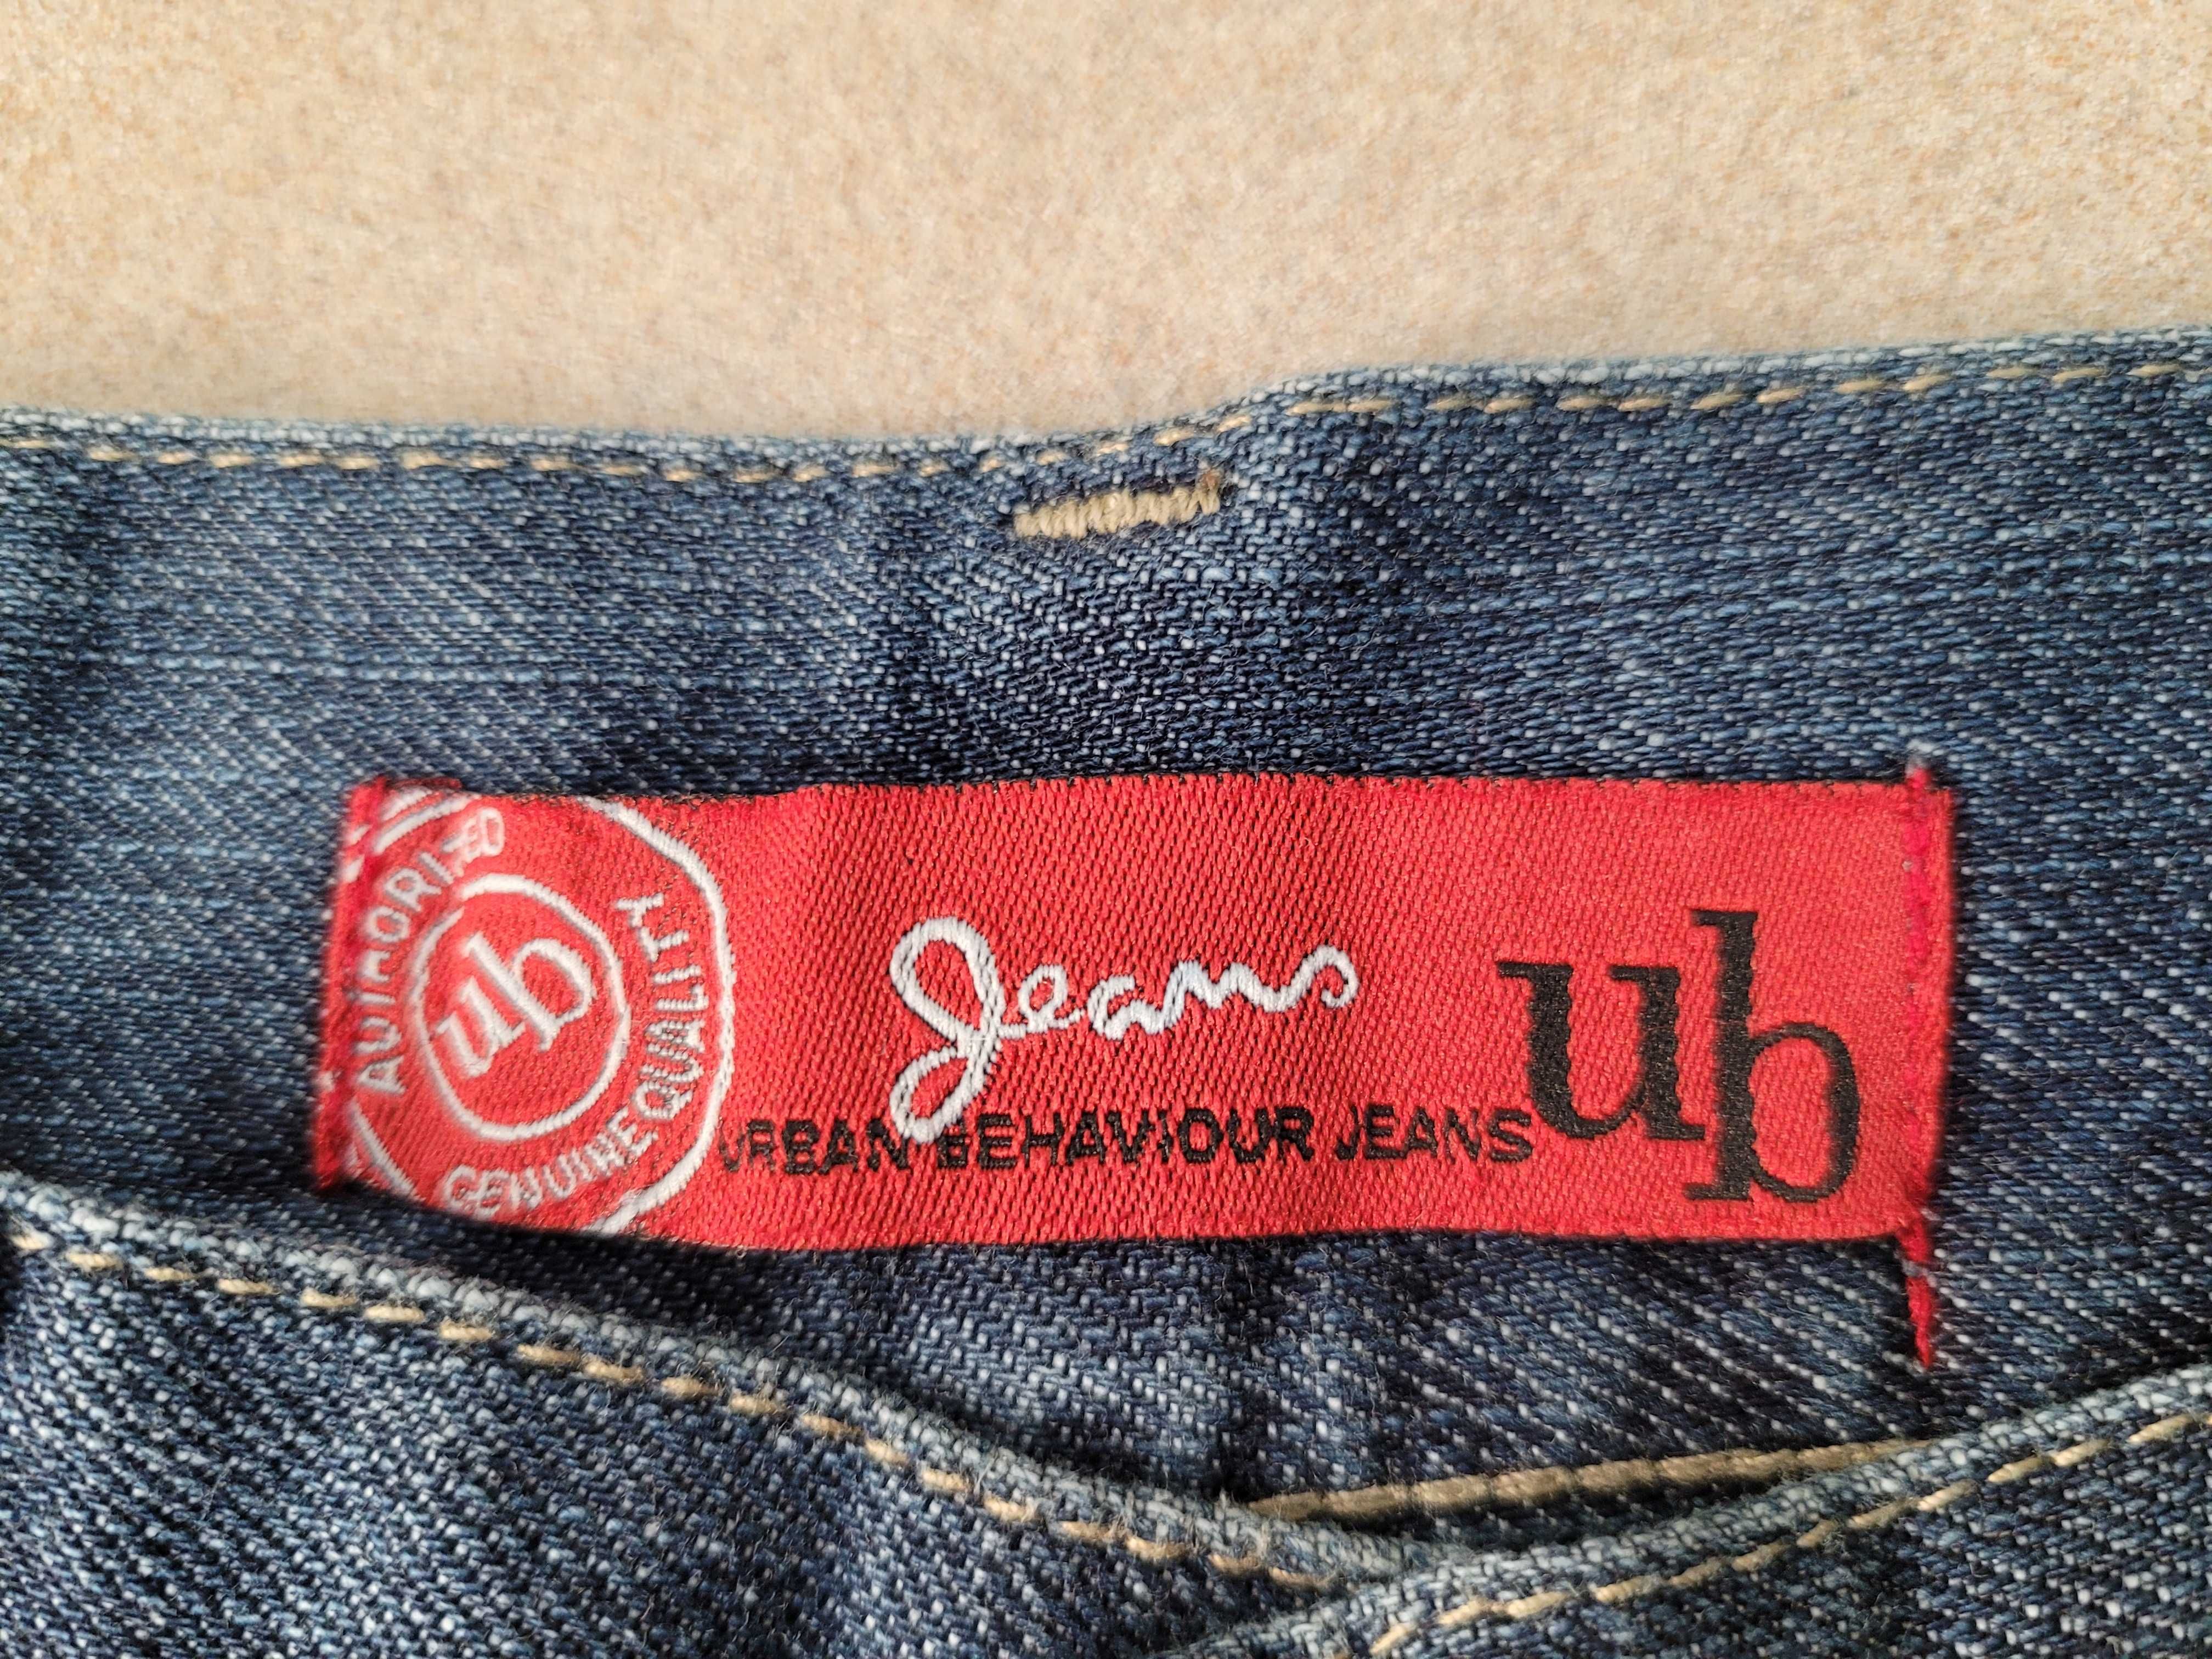 AUTHORIZED
ub
GENUINE QUALITY
Jeans
URBAN BEHAVIOUR JEANS
ub